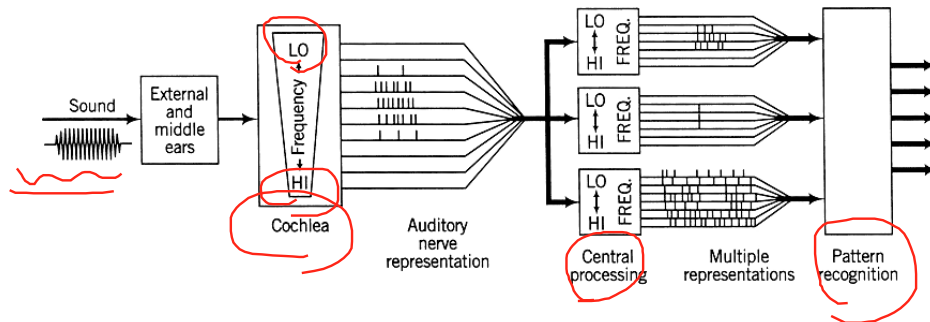 Sound
External
and
middle
ears
LO
Frequency
HI
Cochlea
Auditory
nerve
representation
LO
HI
FREQ.
LO
HI
FREQ.
LO
HI
FREQ.
Central
processing
Multiple
representations
Pattern
recognition